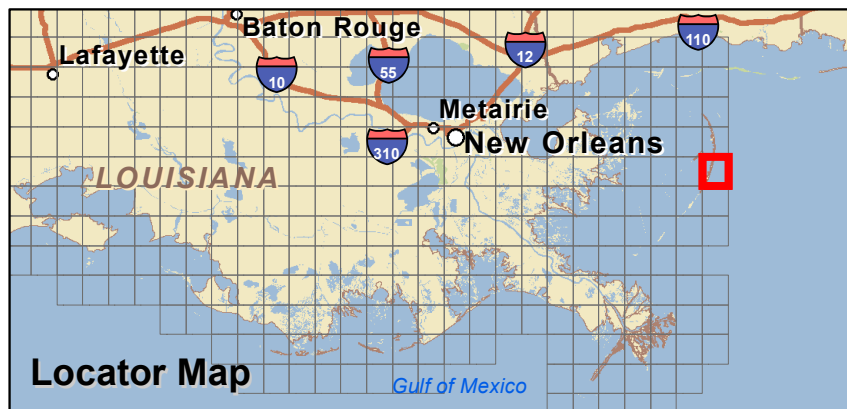 Baton Rouge
Lafayette
10
55
12
110
Metairie
310
New Orleans
LOUISIANA
Locator Map
Gulf of Mexico